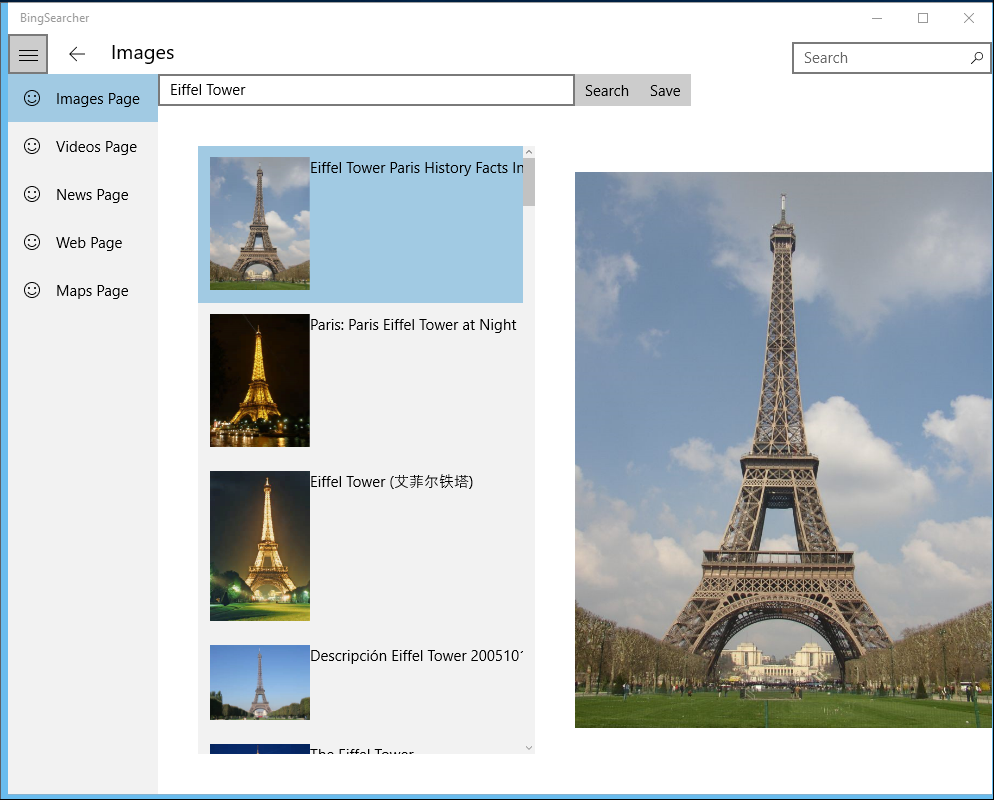 BingSearcher
Images
Search
Images Page
Eiffel Tower
Search
Save
Videos Page
News Page
Web Page
Maps Page
Eiffel Tower Paris History Facts In
Paris: Paris Eiffel Tower at Night
Eiffel Tower (艾菲尔铁塔)
Descripción Eiffel Tower 200510
The Eiffel Tower